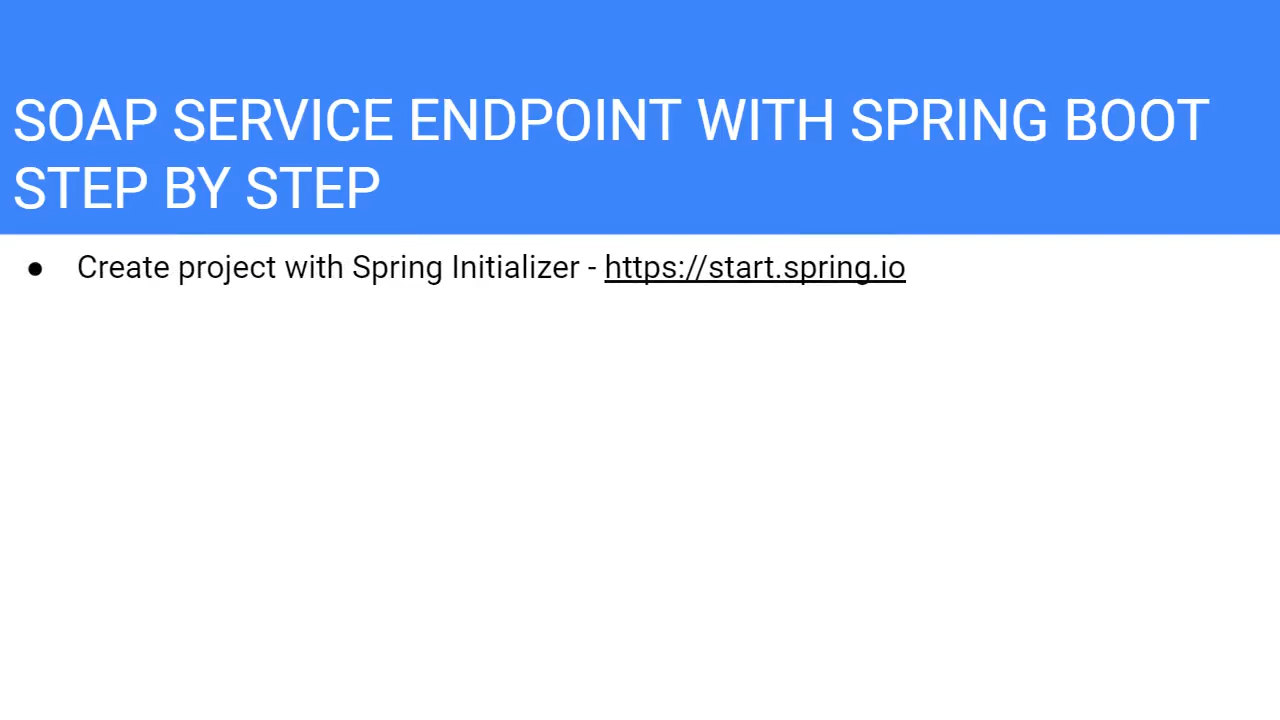 SOAP SERVICE ENDPOINT WITH SPRING BOOT
STEP BY STEP
● Create project with Spring Initializer - https://start.spring.io